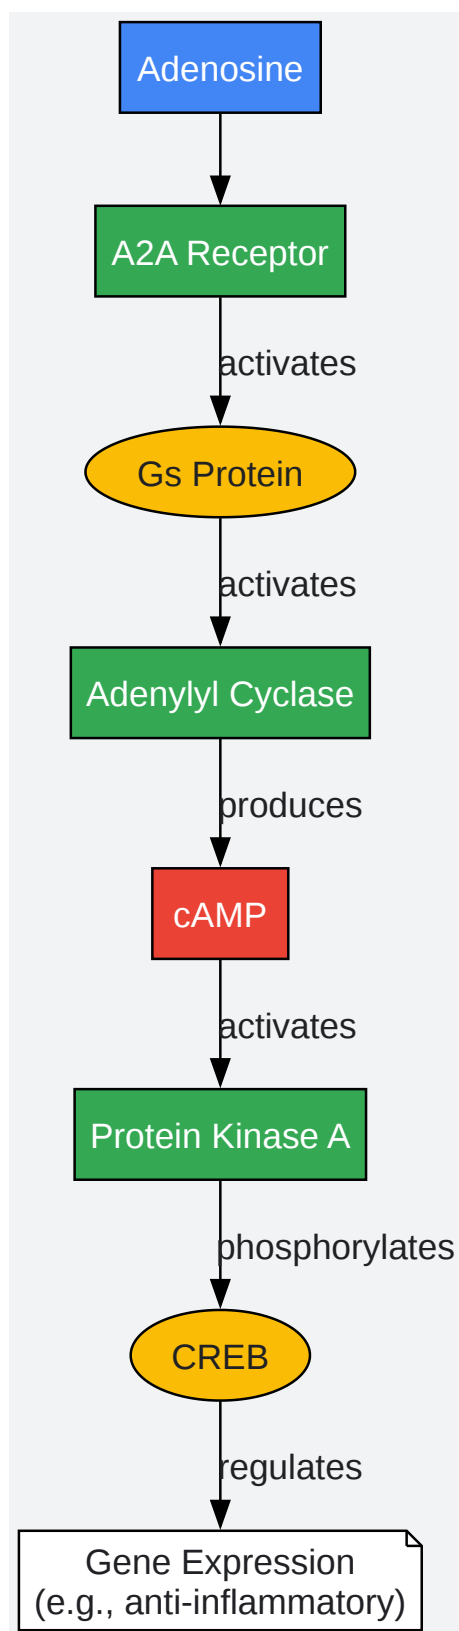 Adenosine
A2A Receptor
activates
Gs Protein
activates
Adenylyl Cyclase
produces
cAMP
activates
Protein Kinase A
phosphorylates
CREB
regulates
Gene Expression
(e.g., anti-inflammatory)